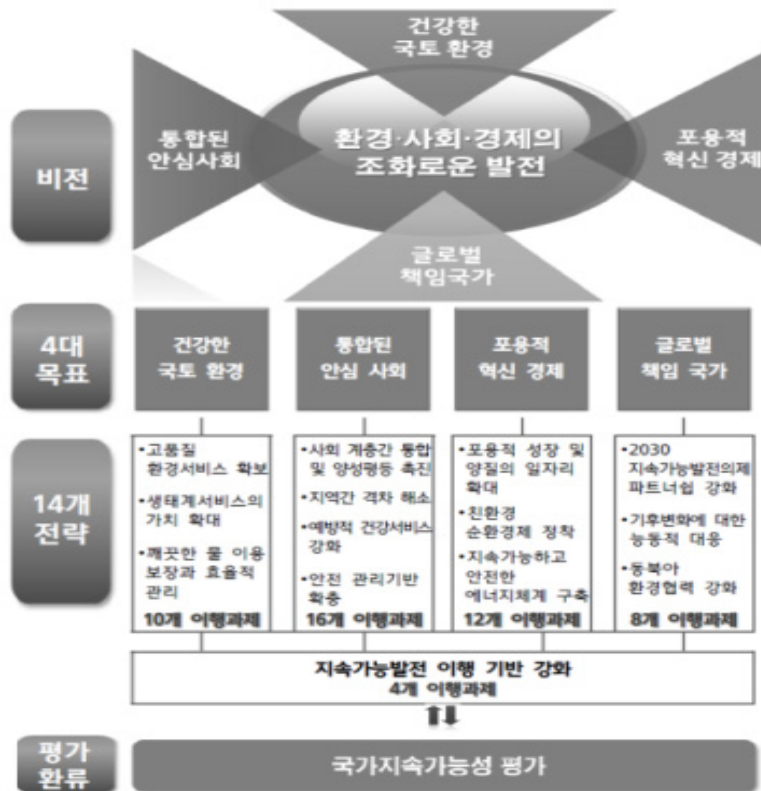 건강한
국토 환경
통합된
안심사회
환경·사회·경제의
조화로운 발전
포용적
혁신 경제
글로벌
책임국가
비전
4대
목표
건강한
국토 환경
통합된
안심 사회
포용적
혁신 경제
글로벌
책임 국가
14개
전략
•고품질
환경서비스 확보
•생태계서비스의
가치 확대
•깨끗한 물 이용
보장과 효율적
관리
10개 이행과제
•사회 계층간 통합
및 양성평등 촉진
•지역간 격차 해소
•예방적 건강서비스
강화
•안전 관리기반
확충
16개 이행과제
•포용적 성장 및
양질의 일자리
확대
•친환경
순환경제 정착
•지속가능하고
안전한
에너지체계 구축
12개 이행과제
•2030
지속가능발전의제
파트너쉽 강화
•기후변화에 대한
능동적 대응
•동북아
환경협력 강화
8개 이행과제
지속가능발전 이행 기반 강화
4개 이행과제
평가
환류
국가지속가능성 평가